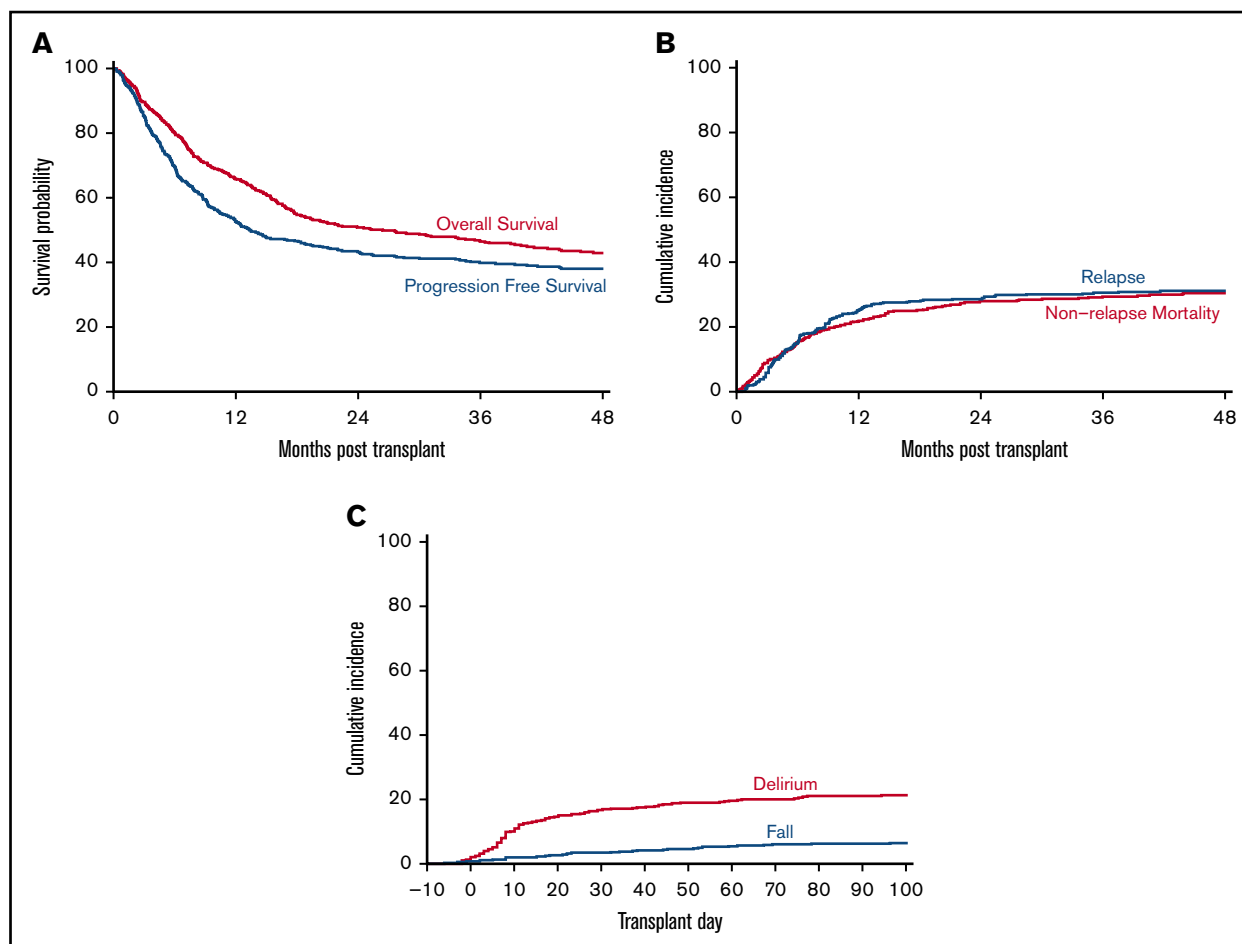 A
Survival probability
100
80
60
40
20
0
Overall Survival
Progression Free Survival
0 12 24 36 48
Months post transplant
B
Cumulative incidence
100
80
60
40
20
0
Relapse
Non–relapse Mortality
0 12 24 36 48
Months post transplant
C
Cumulative incidence
100
80
60
40
20
0
Delirium
Fall
–10 0 10 20 30 40 50 60 70 80 90 100
Transplant day